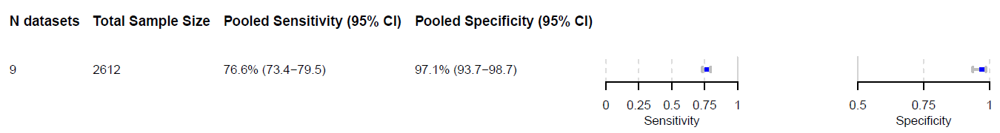 N datasets Total Sample Size Pooled Sensitivity (95% CI) Pooled Specificity (95% CI)
9 2612 76.6% (73.4−79.5) 97.1% (93.7−98.7)
0 0.25 0.5 0.75 1 0.5 0.75 1
Sensitivity Specificity